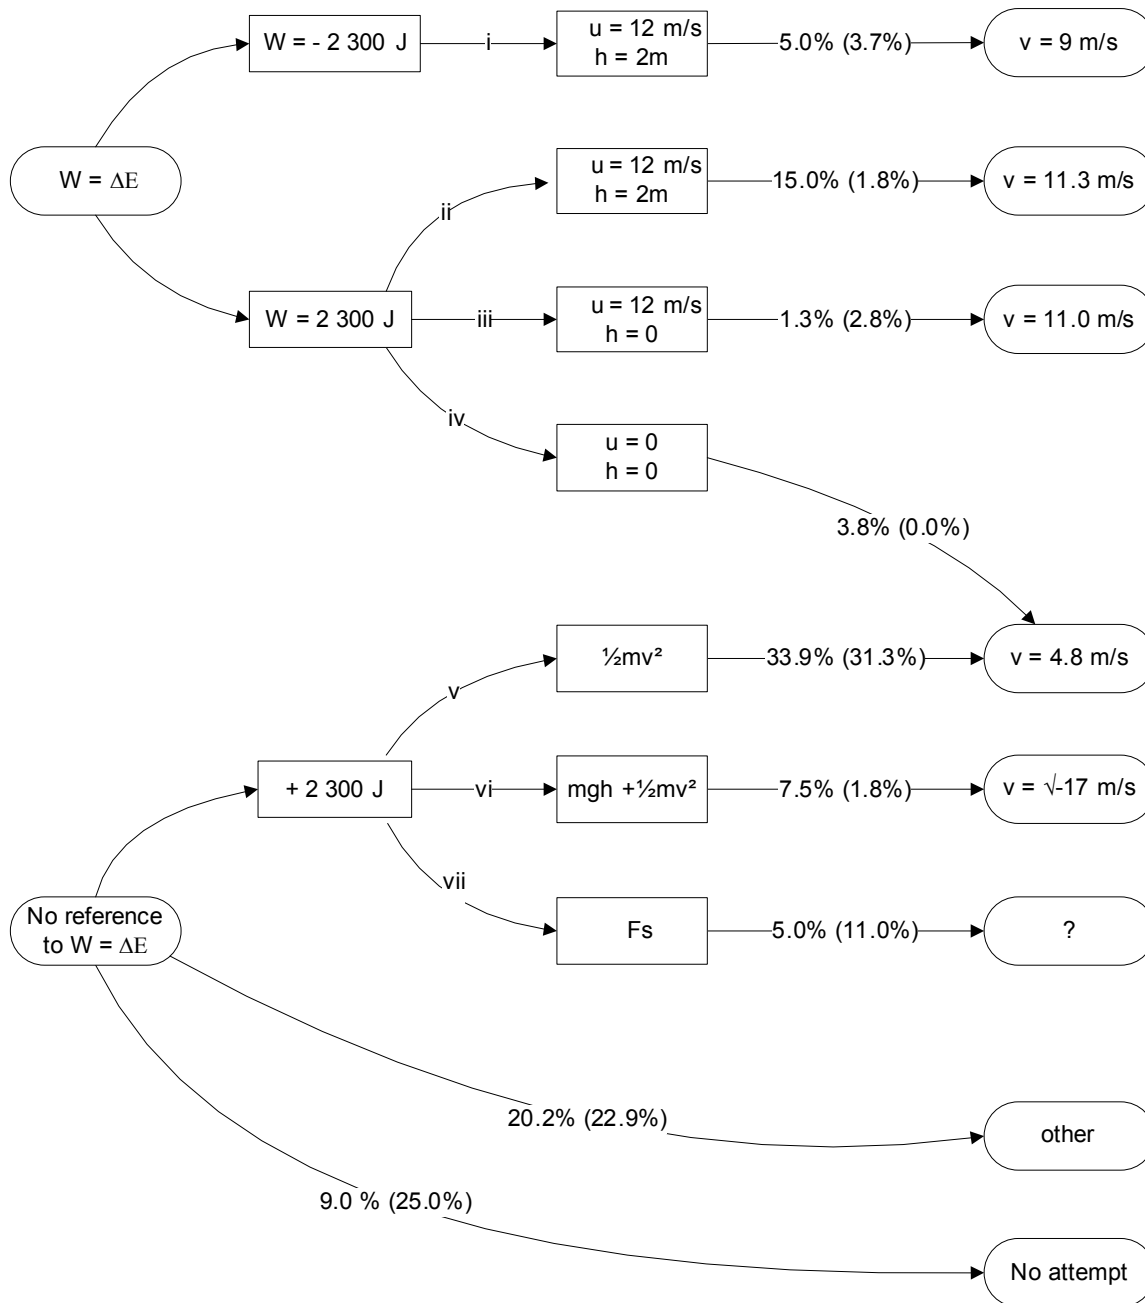 W = - 2 300 J
i
u = 12 m/s
h = 2m
5.0% (3.7%)
v = 9 m/s
W = ΔE
ii
u = 12 m/s
h = 2m
15.0% (1.8%)
v = 11.3 m/s
W = 2 300 J
iii
u = 12 m/s
h = 0
1.3% (2.8%)
v = 11.0 m/s
iv
u = 0
h = 0
3.8% (0.0%)
v
½mv²
33.9% (31.3%)
v = 4.8 m/s
+ 2 300 J
vi
mgh +½mv²
7.5% (1.8%)
v = √-17 m/s
vii
Fs
5.0% (11.0%)
?
No reference
to W = ΔE
20.2% (22.9%)
other
9.0 % (25.0%)
No attempt